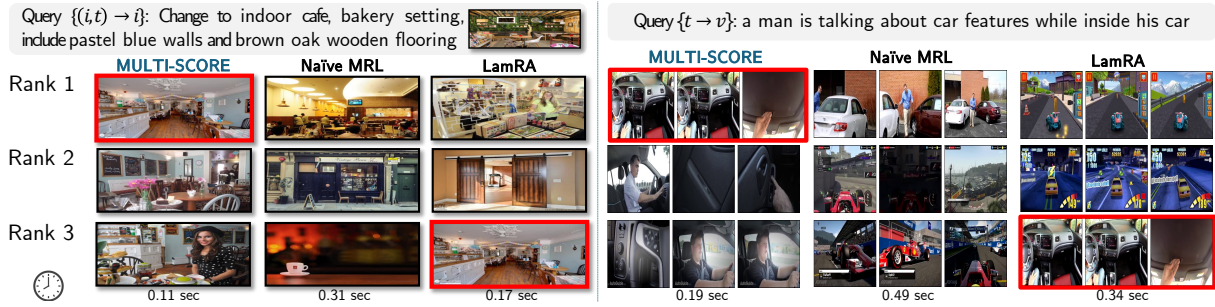 Query {(i,t) → i}: Change to indoor cafe, bakery setting,
include pastel blue walls and brown oak wooden flooring
MULTI-SCORE
Naïve MRL
LamRA
Rank 1
Rank 2
Rank 3
0.11 sec
0.31 sec
0.17 sec
Query {t → v}: a man is talking about car features while inside his car
MULTI-SCORE
Naïve MRL
LamRA
0.19 sec
0.49 sec
0.34 sec